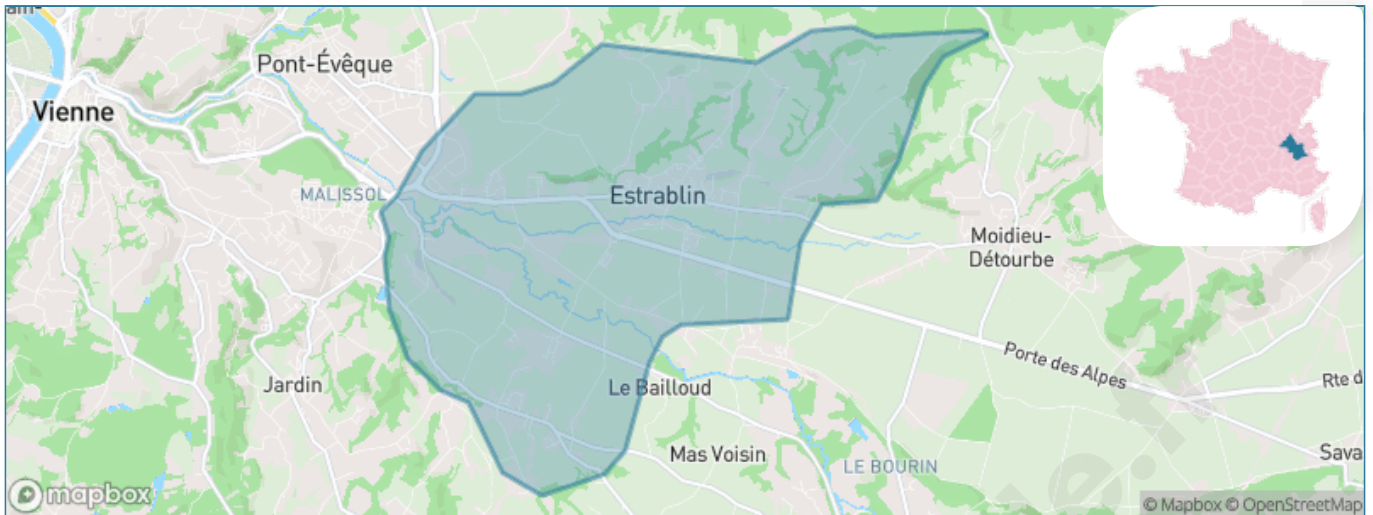 Pont-Évêque
Vienne
MALISSOL
Estrablin
Moidieu-
Détourbe
Porte des Alpes
Jardin
Le Bailloud
Rte d
Mas Voisin
LE BOURIN
Sava
mapbox
© Mapbox © OpenStreetMap